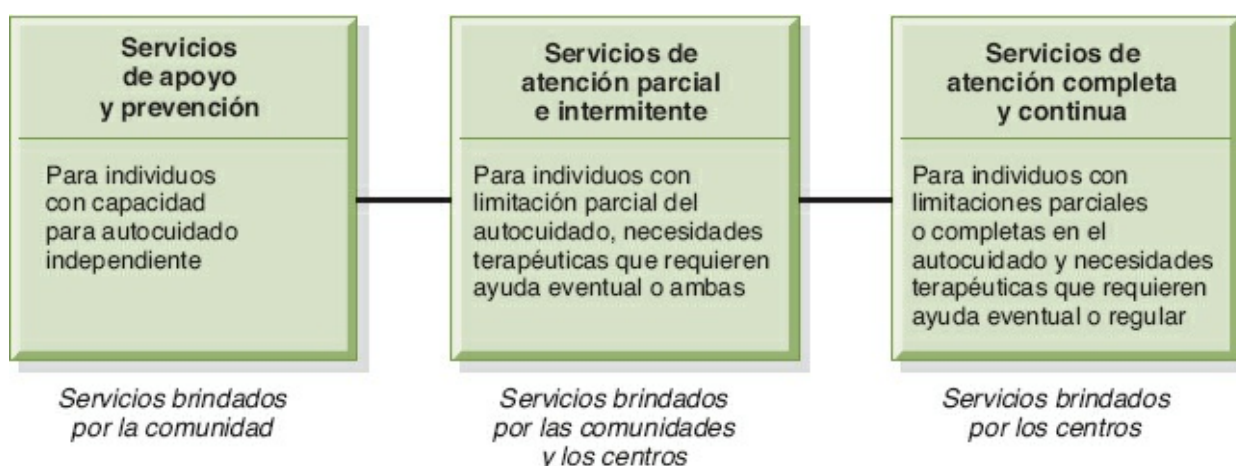 Servicios
de apoyo
y prevención
Para individuos
con capacidad
para autocuidado
independiente
Servicios brindados
por la comunidad
Servicios de
atención parcial
e intermitente
Para individuos con
limitación parcial del
autocuidado, necesidades
terapéuticas que requieren
ayuda eventual o ambas
Servicios brindados
por las comunidades
y los centros
Servicios de
atención completa
y continua
Para individuos con
limitaciones parciales
o completas en el
autocuidado y necesidades
terapéuticas que requieren
ayuda eventual o regular
Servicios brindados
por los centros